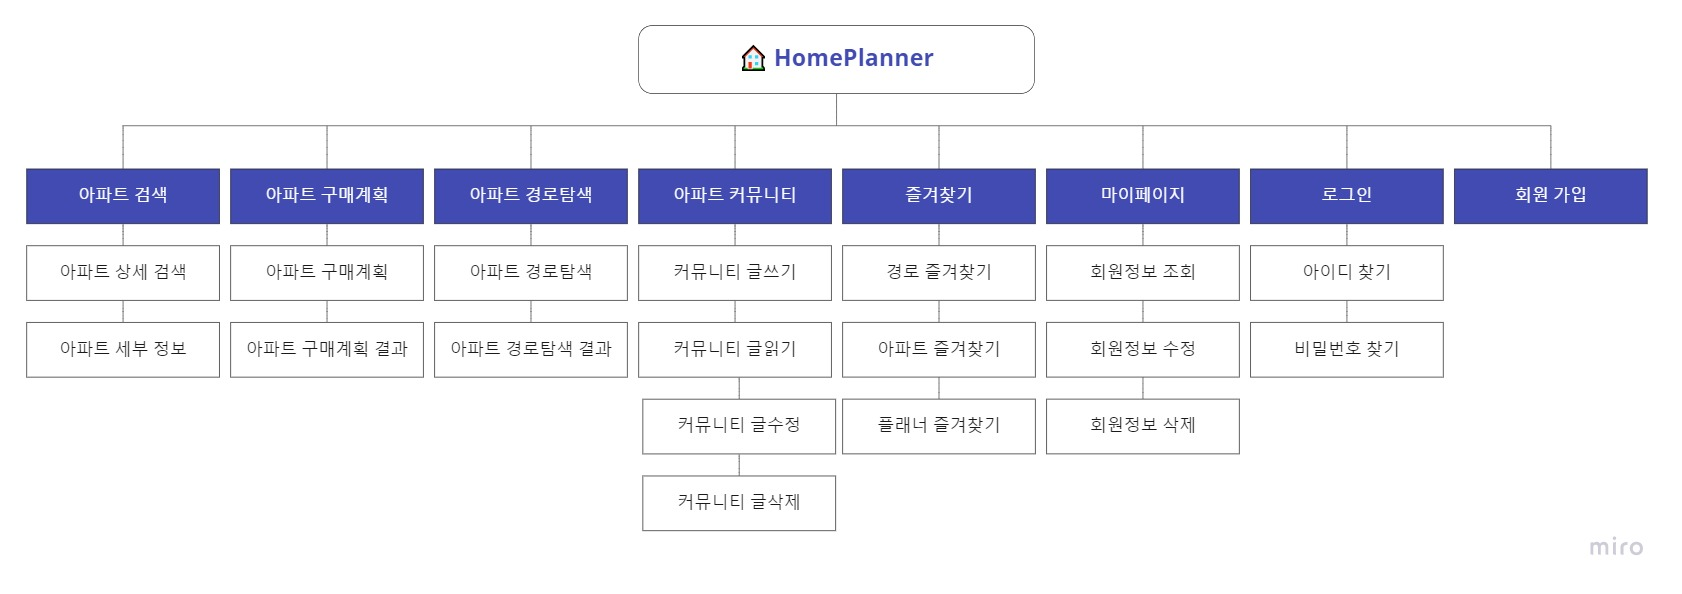 HomePlanner
아파트 검색
아파트 구매계획
아파트 경로탐색
아파트 커뮤니티
즐겨찾기
마이페이지
로그인
회원 가입
아파트 상세 검색
아파트 구매계획
아파트 경로탐색
커뮤니티 글쓰기
경로 즐겨찾기
회원정보 조회
아이디 찾기
아파트 세부 정보
아파트 구매계획 결과
아파트 경로탐색 결과
커뮤니티 글읽기
아파트 즐겨찾기
회원정보 수정
비밀번호 찾기
커뮤니티 글수정
플래너 즐겨찾기
회원정보 삭제
커뮤니티 글삭제
miro